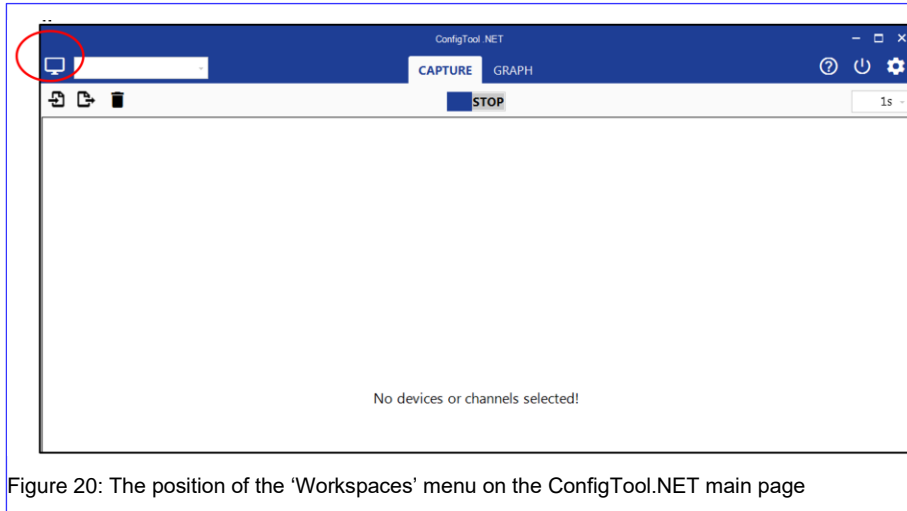 ConfigTool .NET
CAPTURE GRAPH
STOP
1s
No devices or channels selected!
Figure 20: The position of the ‘Workspaces’ menu on the ConfigTool.NET main page